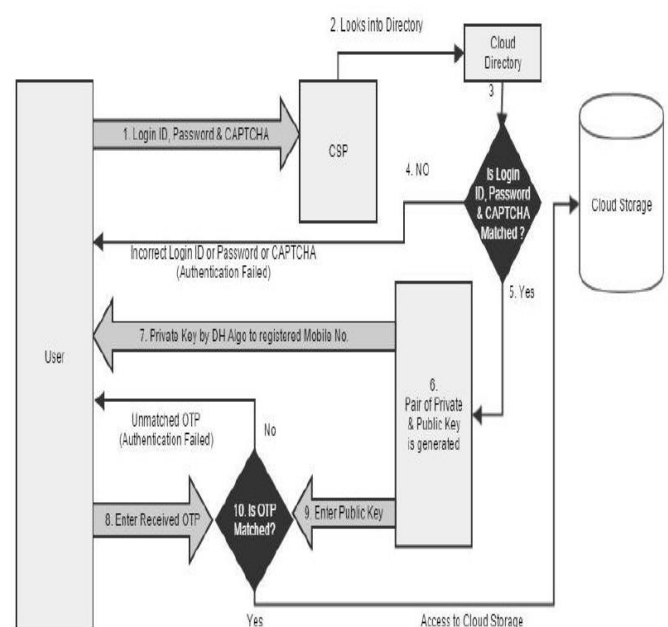 2. Looks into Directory
Cloud
Directory
3
1. Login ID, Password & CAPTCHA
CSP
4. NO
Is Login
ID, Password
& CAPTCHA
Matched ?
Cloud Storage
Incorrect Login ID or Password or CAPTCHA
(Authentication Failed)
5. Yes
User
7. Private Key by DH Algo to registered Mobile No.
6.
Pair of Private
& Public Key
is generated
Unmatched OTP
(Authentication Failed)
No
8. Enter Received OTP
10. Is OTP
Matched?
9. Enter Public Key
Yes
Access to Cloud Storage